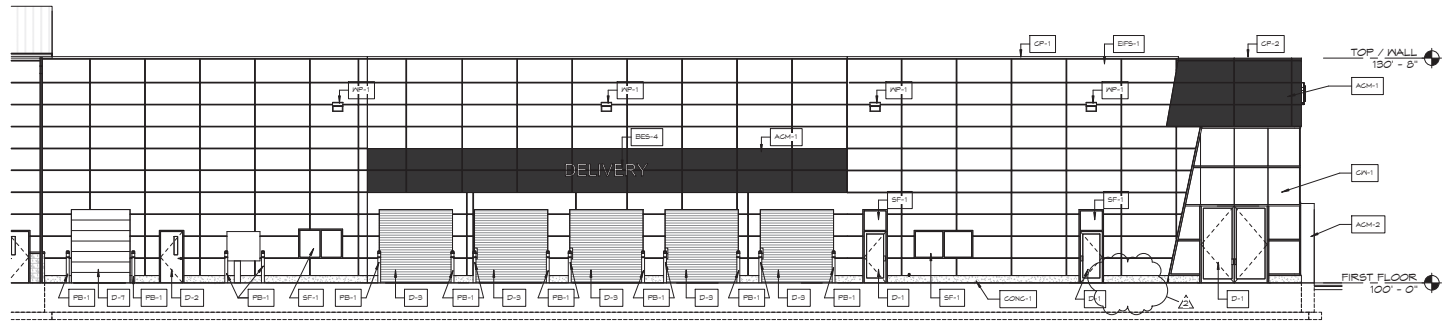 CP-1
EIFS-1
CP-2
TOP / WALL
130' - 8"
WP-1
WP-1
WP-1
WP-1
ACM-1
BES-4
ACM-1
DELIVERY
CW-1
SF-1
SF-1
ACM-2
FIRST FLOOR
100' - 0"
PB-1
D-7
PB-1
D-2
PB-1
SF-1
PB-1
D-3
PB-1
D-3
PB-1
D-3
PB-1
D-3
PB-1
D-3
PB-1
D-1
SF-1
CONC-1
D-1
2
D-1